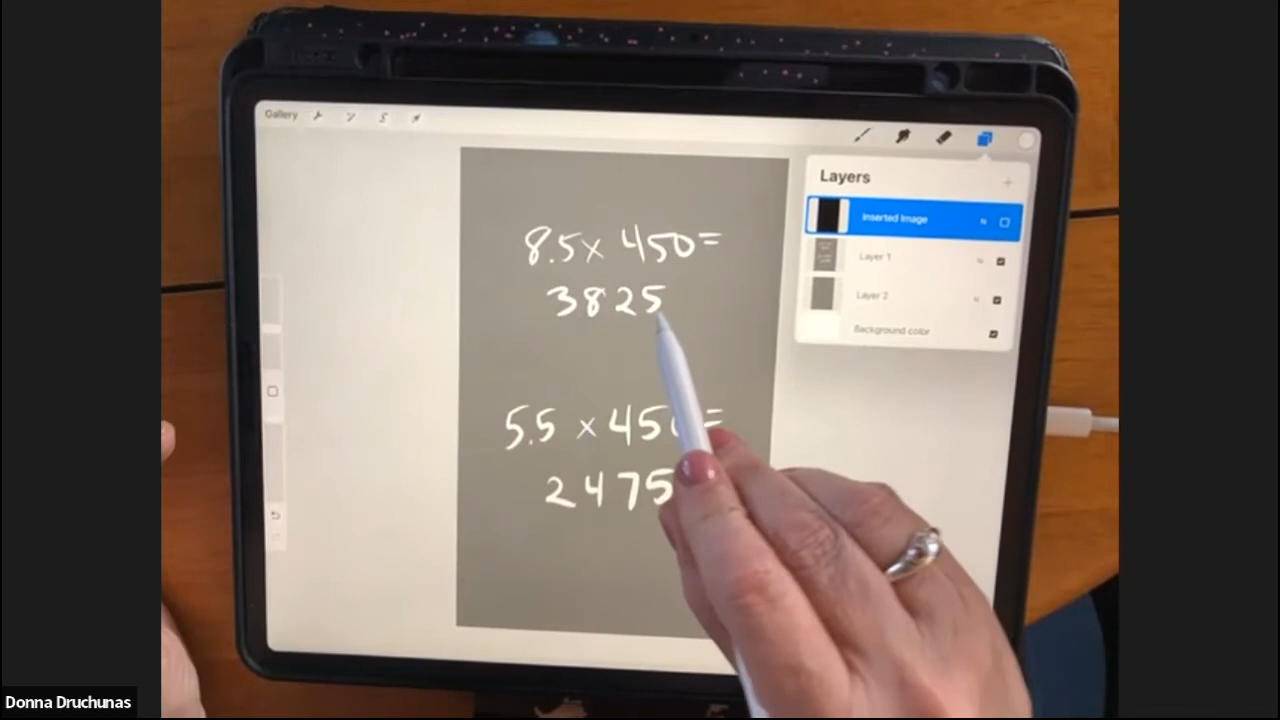 Gallery
Layers
Inserted Image N
Layer 1 N
Layer 2 N
Background color
8.5 x 450=
3825
5.5 x 450=
2475
Donna Druchunas